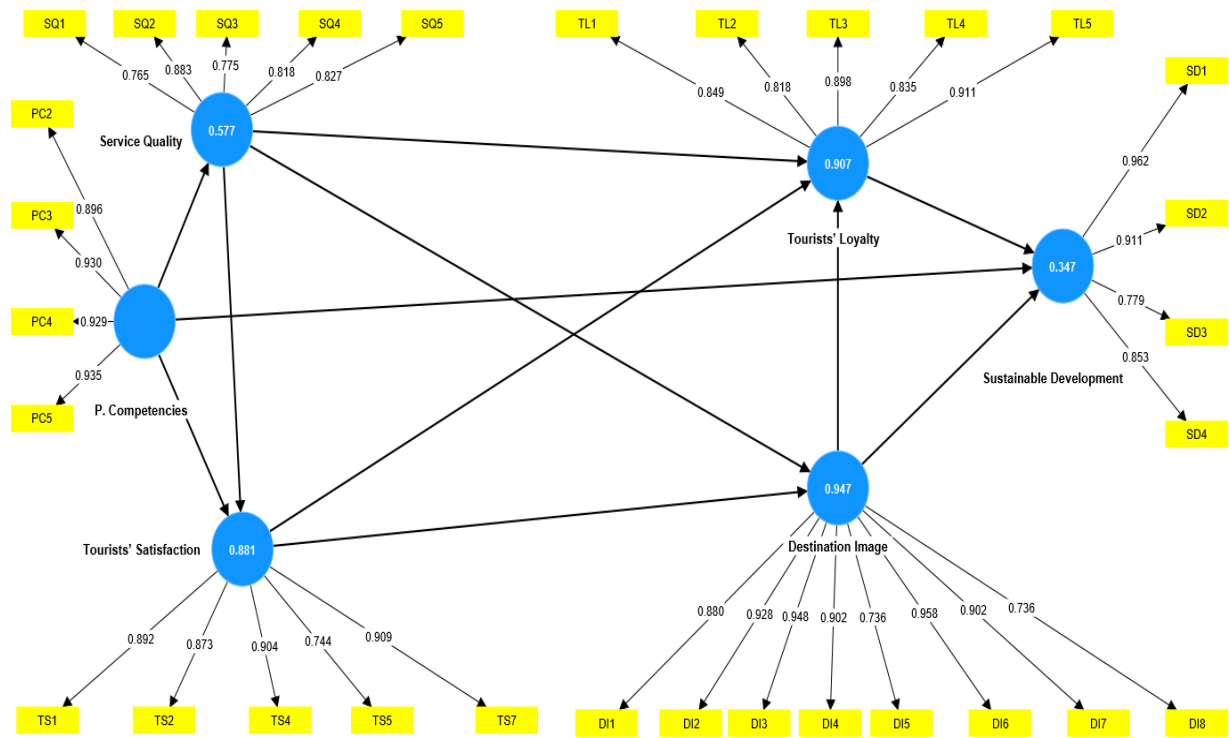 SQ1
SQ2
SQ3
SQ4
SQ5
TL1
TL2
TL3
TL4
TL5
0.765
0.883
0.775
0.818
0.827
0.849
0.818
0.898
0.835
0.911
SD1
PC2
Service Quality
0.577
0.907
0.962
PC3
0.896
0.930
Tourists' Loyalty
SD2
0.911
0.347
PC4
0.929
0.779
SD3
PC5
0.935
P. Competencies
Sustainable Development
0.853
SD4
0.947
Tourists' Satisfaction
0.881
Destination Image
0.892
0.873
0.904
0.744
0.909
0.880
0.928
0.948
0.902
0.736
0.958
0.902
0.736
TS1
TS2
TS4
TS5
TS7
DI1
DI2
DI3
DI4
DI5
DI6
DI7
DI8